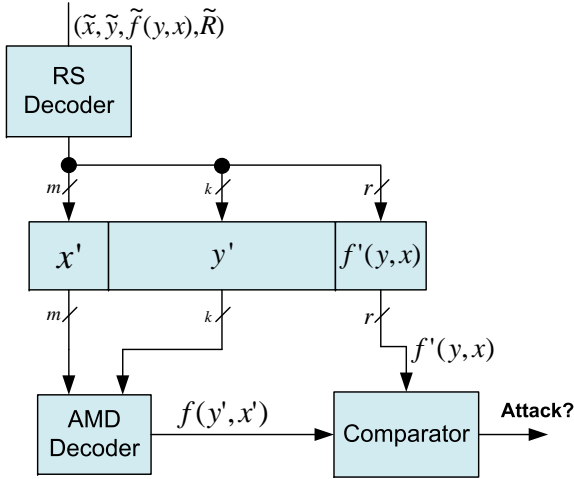 (x̃, ỹ, f̃(y,x), R̃)
RS
Decoder
m k r
x' y' f'(y,x)
m k r
f'(y,x)
AMD
Decoder
f(y',x')
Comparator
Attack?